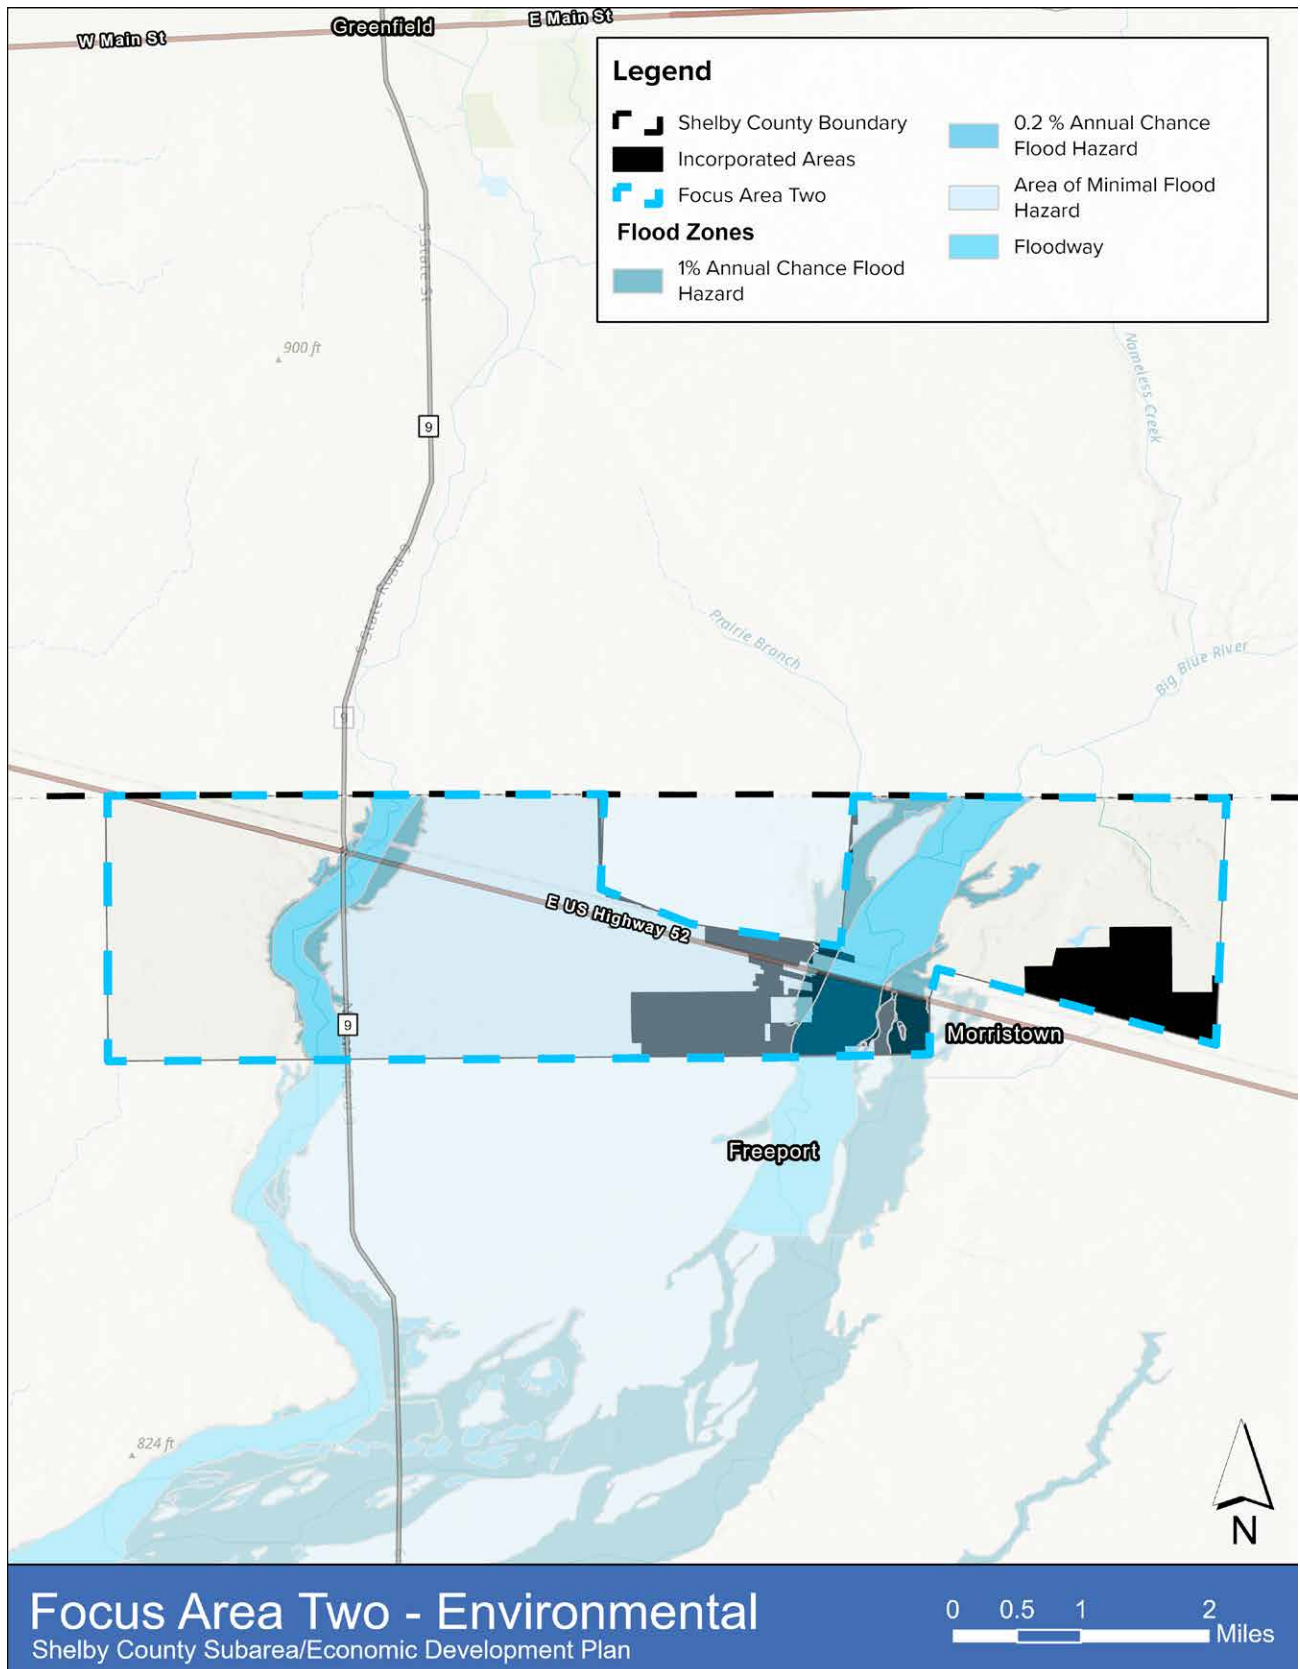 Greenfield
E Main St
W Main St
Legend
Shelby County Boundary
Incorporated Areas
Focus Area Two
Flood Zones
1% Annual Chance Flood
Hazard
0.2 % Annual Chance
Flood Hazard
Area of Minimal Flood
Hazard
Floodway
S State St
900 ft
Nameless Creek
9
S State Road 9
Prairie Branch
Big Blue River
9
E US Highway 52
9
Morristown
Freeport
824 ft
N
Focus Area Two - Environmental
Shelby County Subarea/Economic Development Plan
0 0.5 1 2
Miles